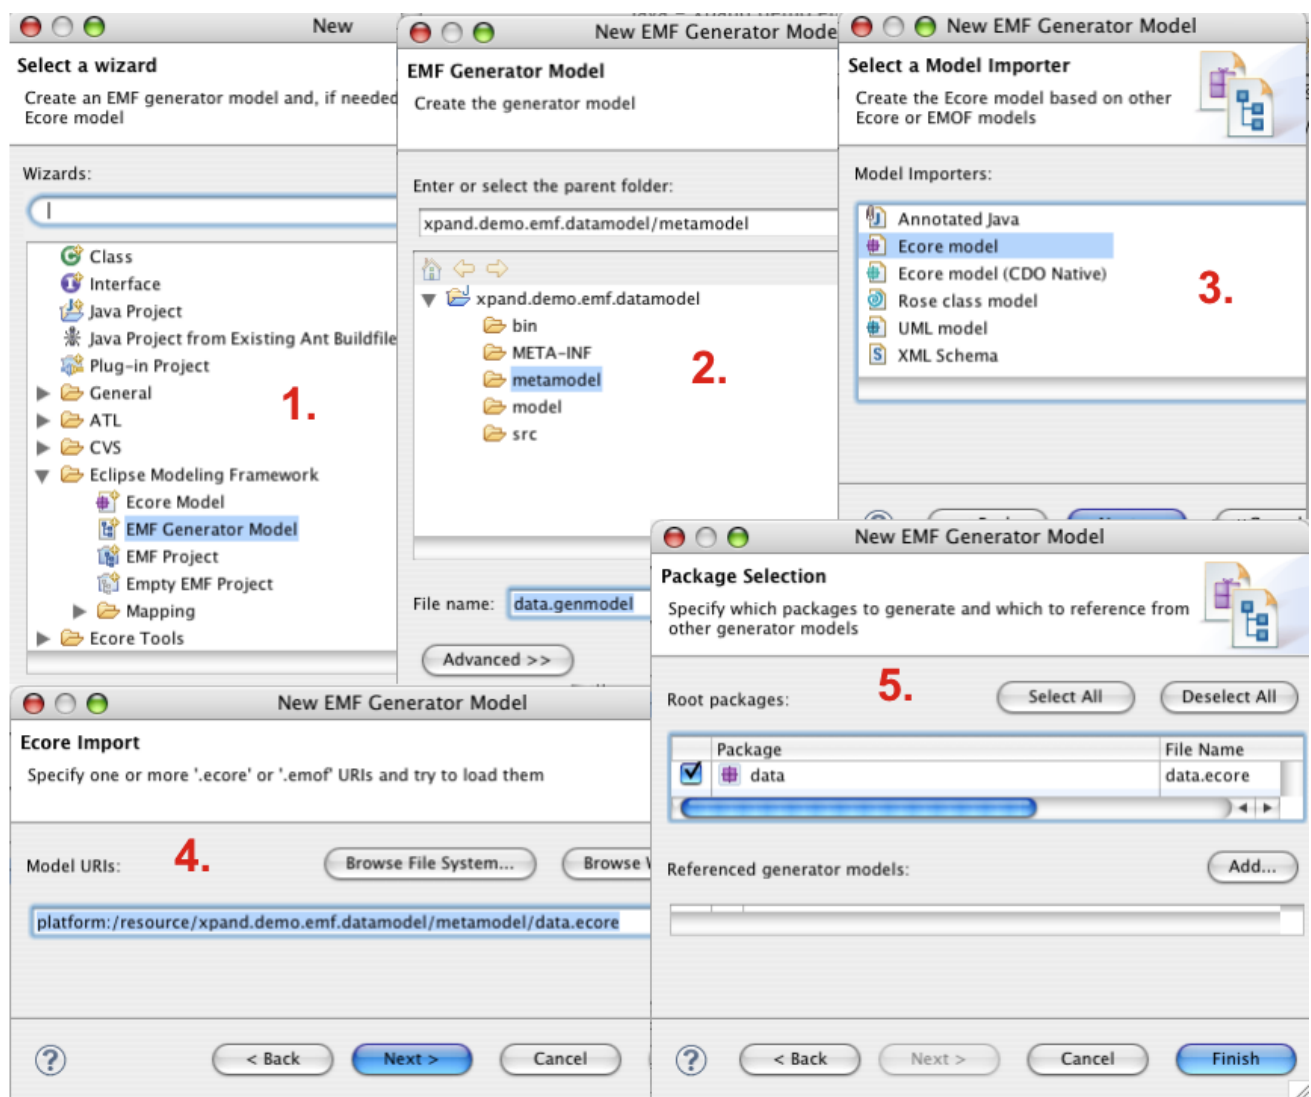 New
Select a wizard
Create an EMF generator model and, if needed
Ecore model
Wizards:
Class
Interface
Java Project
Java Project from Existing Ant Buildfile
Plug-in Project
General
1.
ATL
CVS
Eclipse Modeling Framework
Ecore Model
EMF Generator Model
EMF Project
Empty EMF Project
Mapping
Ecore Tools
New EMF Generator Mode
EMF Generator Model
Create the generator model
Enter or select the parent folder:
xpand.demo.emf.datamodel/metamodel
xpand.demo.emf.datamodel
bin
META-INF
2.
metamodel
model
src
File name: data.genmodel
Advanced >>
New EMF Generator Model
Select a Model Importer
Create the Ecore model based on other
Ecore or EMOF models
Model Importers:
Annotated Java
Ecore model
Ecore model (CDO Native)
3.
Rose class model
UML model
XML Schema
New EMF Generator Model
Ecore Import
Specify one or more '.ecore' or '.emof' URIs and try to load them
4.
Model URIs: Browse File System... Browse
platform:/resource/xpand.demo.emf.datamodel/metamodel/data.ecore
? < Back Next > Cancel
New EMF Generator Model
Package Selection
Specify which packages to generate and which to reference from
other generator models
5.
Root packages: Select All Deselect All
Package File Name
data data.ecore
Referenced generator models: Add...
? < Back Next > Cancel Finish